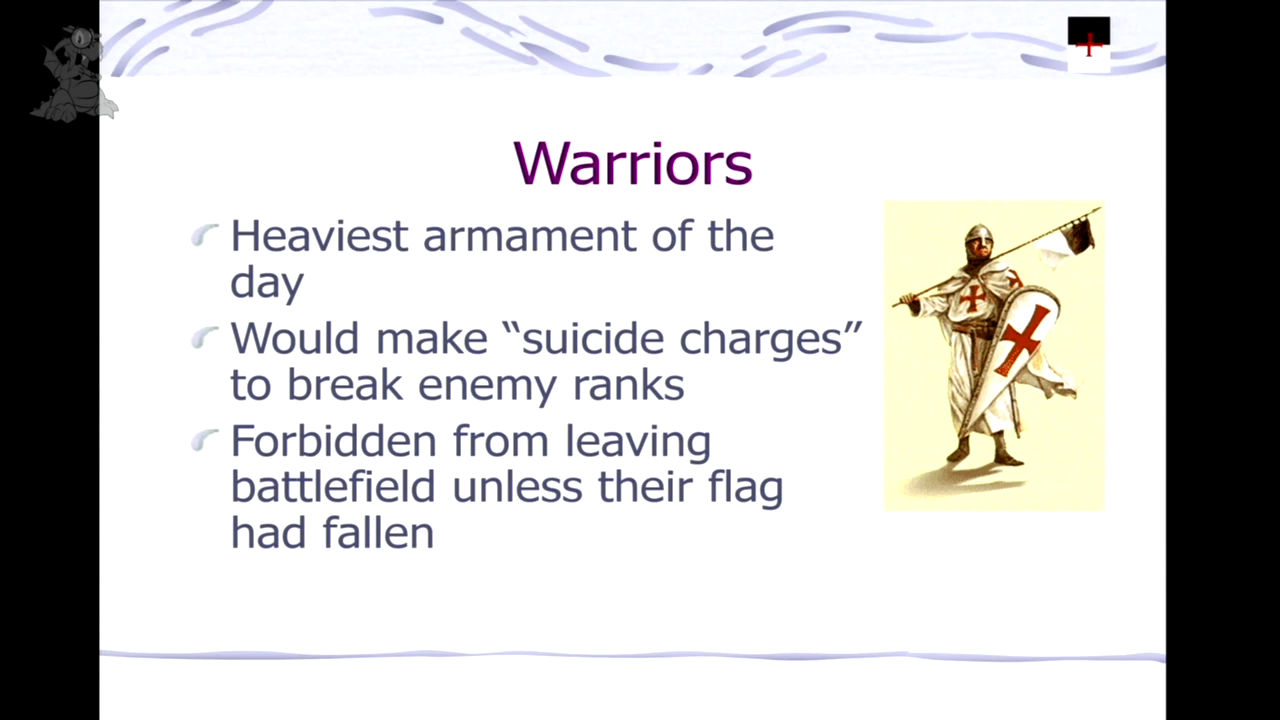 Warriors
Heaviest armament of the
day
Would make “suicide charges”
to break enemy ranks
Forbidden from leaving
battlefield unless their flag
had fallen